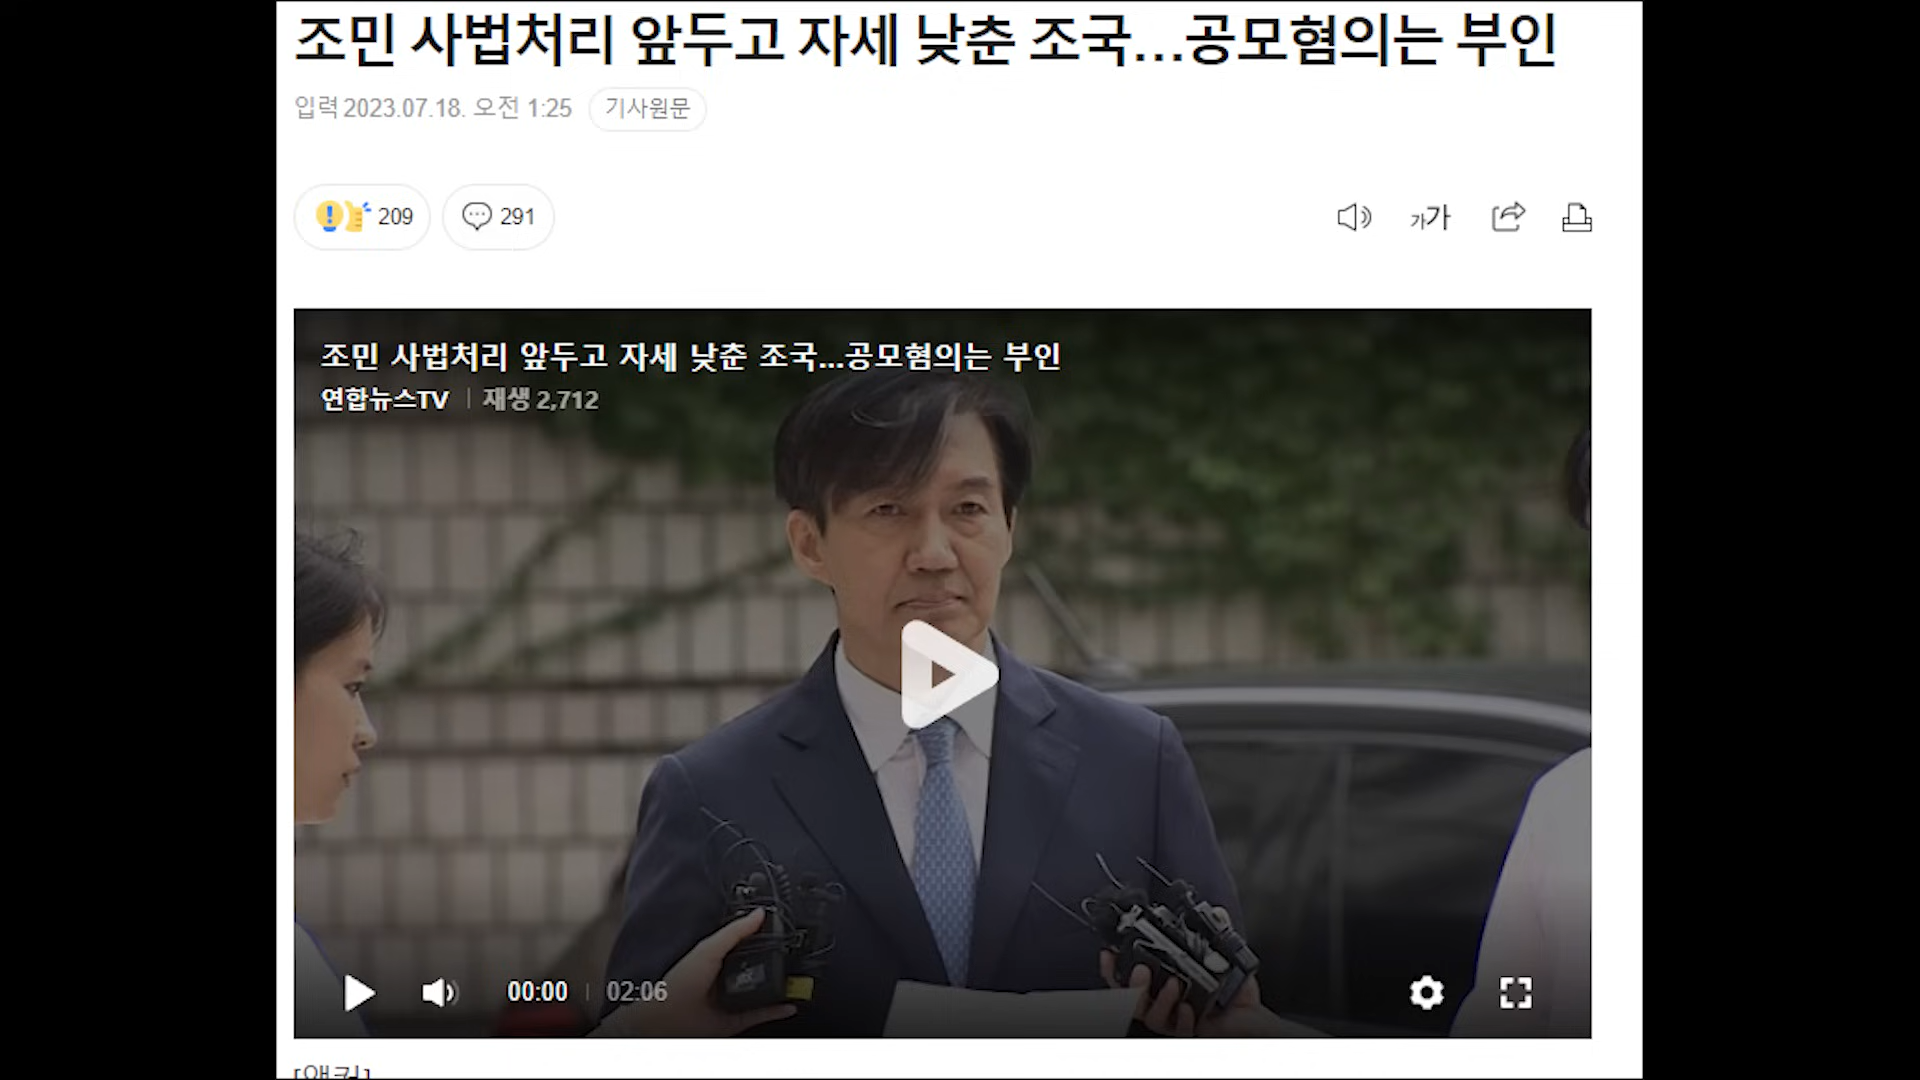 조민 사법처리 앞두고 자세 낮춘 조국…공모혐의는 부인
입력 2023.07.18. 오전 1:25 기사원문
209 291 가가
조민 사법처리 앞두고 자세 낮춘 조국...공모혐의는 부인
연합뉴스TV 재생 2,712
00:00 02:06
[앵커]